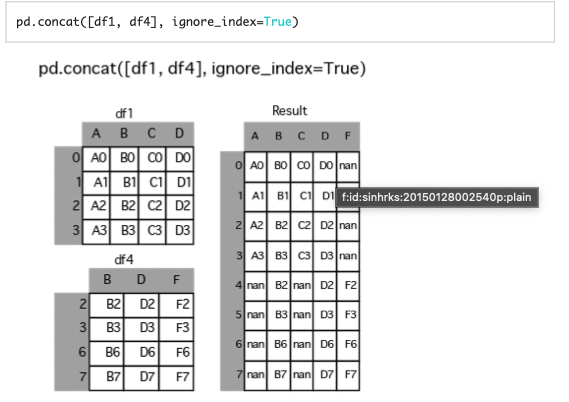 pd.concat([df1, df4], ignore_index=True)
pd.concat([df1, df4], ignore_index=True)
df1
A B C D
0 A0 B0 C0 D0
1 A1 B1 C1 D1
2 A2 B2 C2 D2
3 A3 B3 C3 D3
df4
B D F
2 B2 D2 F2
3 B3 D3 F3
6 B6 D6 F6
7 B7 D7 F7
Result
A B C D F
0 A0 B0 C0 D0 nan
1 A1 B1 C1 D1
f:id:sinhrks:20150128002540p:plain
2 A2 B2 C2 D2 nan
3 A3 B3 C3 D3 nan
4 nan B2 nan D2 F2
5 nan B3 nan D3 F3
6 nan B6 nan D6 F6
7 nan B7 nan D7 F7